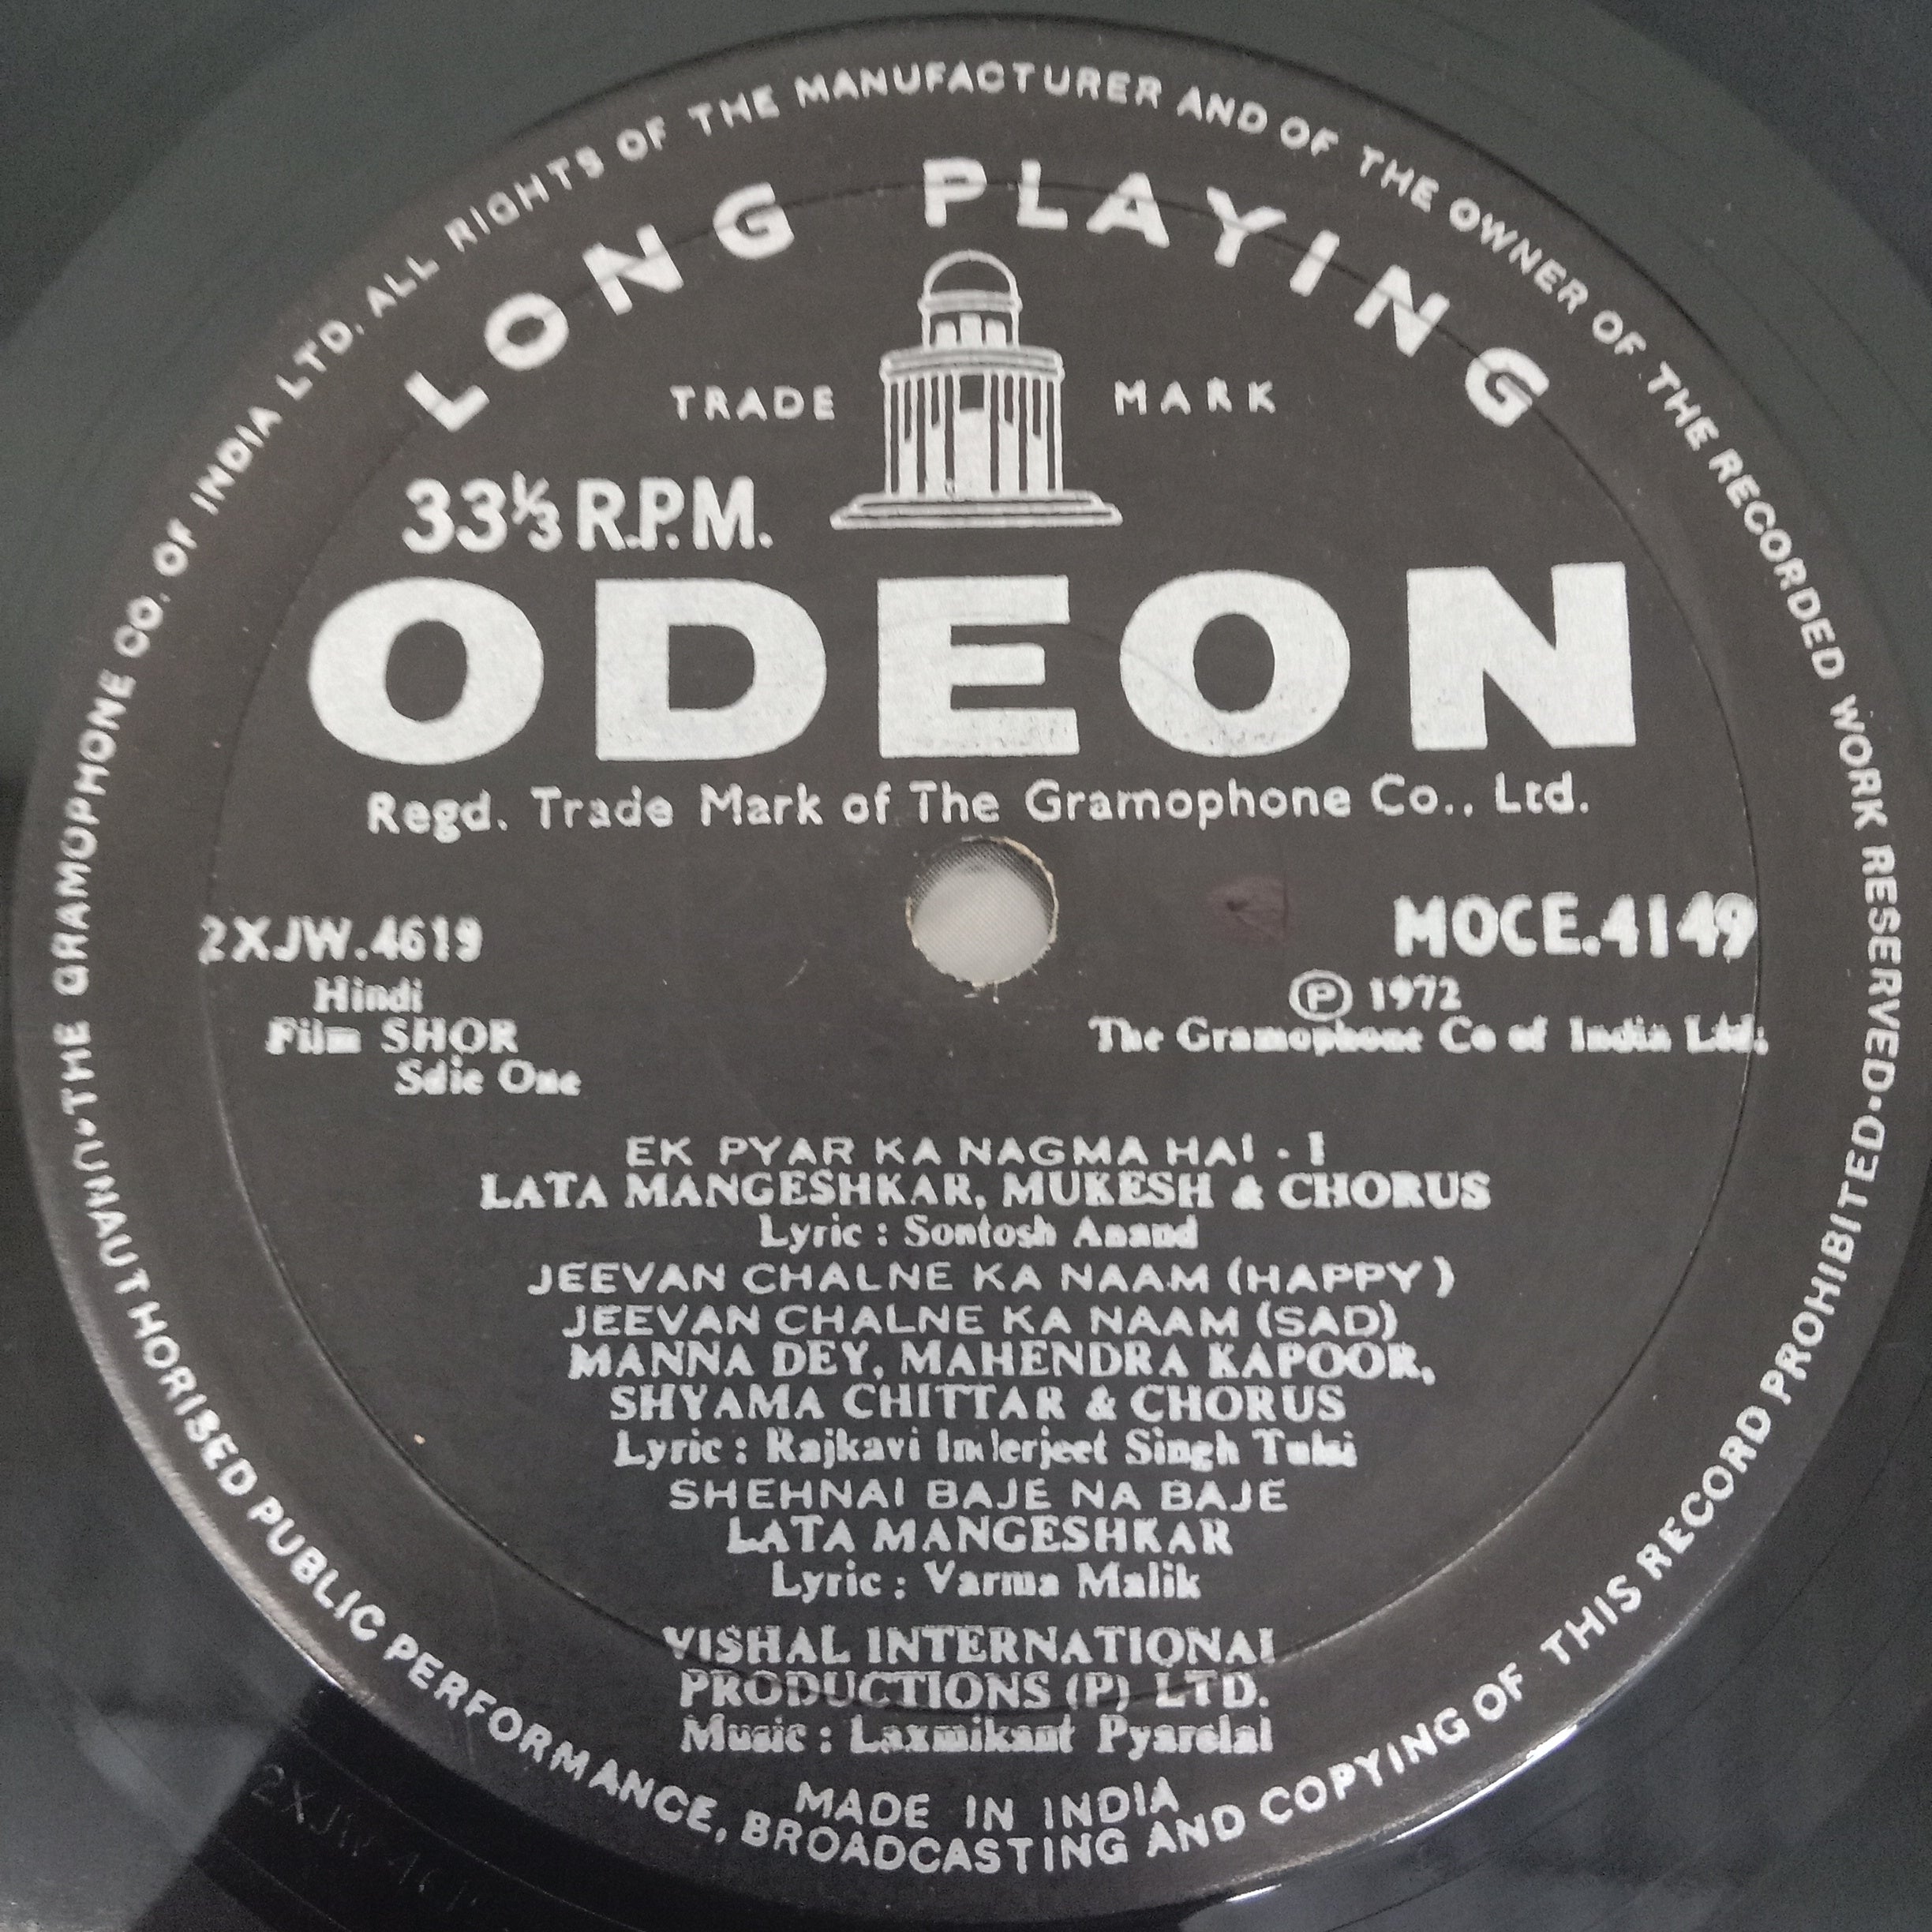 THE GRAMOPHONE CO. OF INDIA LTD. ALL RIGHTS OF THE MANUFACTURER AND OF THE OWNER OF THE RECORDED WORK RESERVED
LONG PLAYING
TRADE MARK
33⅓ R.P.M.
ODEON
Regd. Trade Mark of The Gramophone Co., Ltd.
2XJW.4619
MOCE.4149
Hindi
Ⓟ 1972
Film SHOR
The Gramophone Co of India Ltd.
Sdie One
EK PYAR KA NAGMA HAI - I
LATA MANGESHKAR, MUKESH & CHORUS
Lyric : Sontosh Anand
JEEVAN CHALNE KA NAAM (HAPPY)
JEEVAN CHALNE KA NAAM (SAD)
MANNA DEY, MAHENDRA KAPOOR,
SHYAMA CHITTAR & CHORUS
Lyric : Rajkavi Inderjeet Singh Tulsi
SHEHNAI BAJE NA BAJE
LATA MANGESHKAR
Lyric : Varma Malik
VISHAL INTERNATIONAL
PRODUCTIONS (P) LTD.
Music : Laxmikant Pyarelal
MADE IN INDIA
UNNAUTHORISED PUBLIC PERFORMANCE, BROADCASTING AND COPYING OF THIS RECORD PROHIBITED